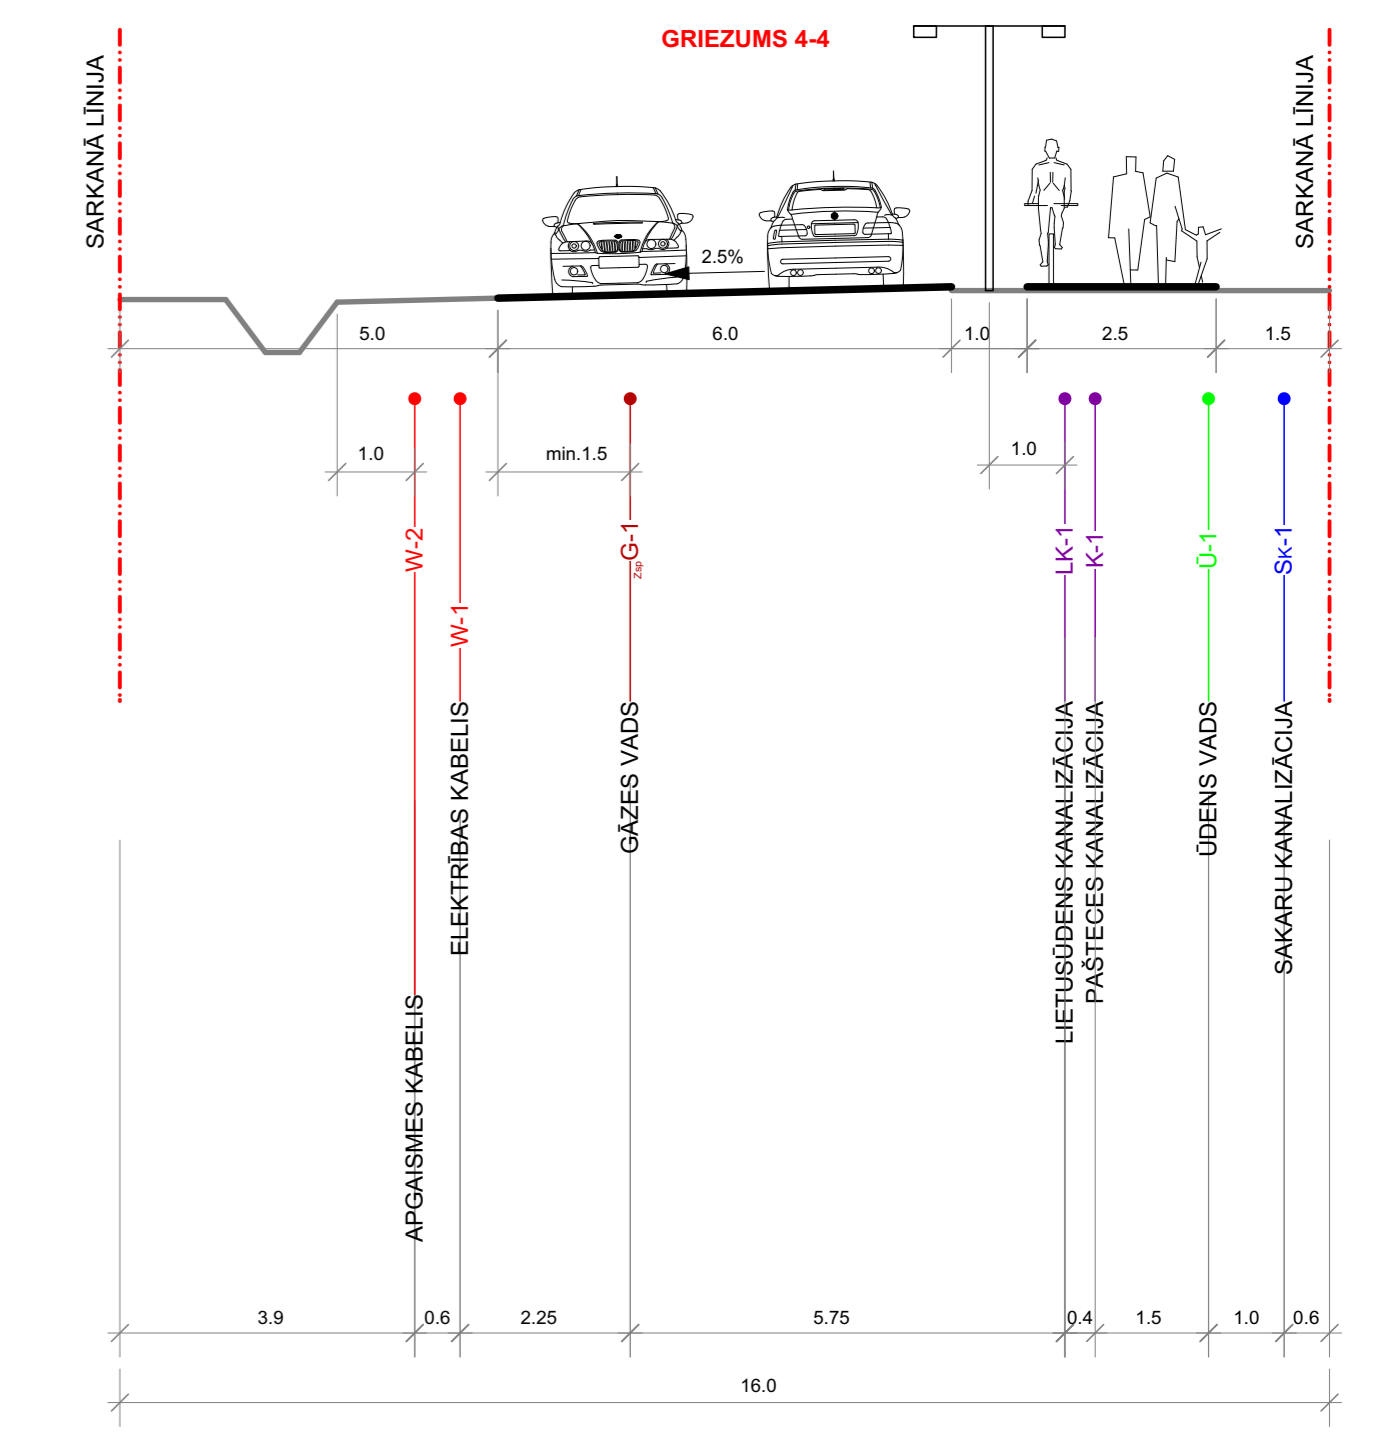 GRIEZUMS 4-4
SARKANĀ LĪNIJA
SARKANĀ LĪNIJA
2.5%
5.0
6.0
1.0
2.5
1.5
1.0
min.1.5
1.0
W-2
W-1
Zsp G-1
LK-1
K-1
Ū-1
SK-1
APGAISMES KABELIS
ELEKTRĪBAS KABELIS
GĀZES VADS
LIETUSŪDENS KANALIZĀCIJA
PAŠTECES KANALIZĀCIJA
ŪDENS VADS
SAKARU KANALIZĀCIJA
3.9
0.6
2.25
5.75
0.4
1.5
1.0
0.6
16.0